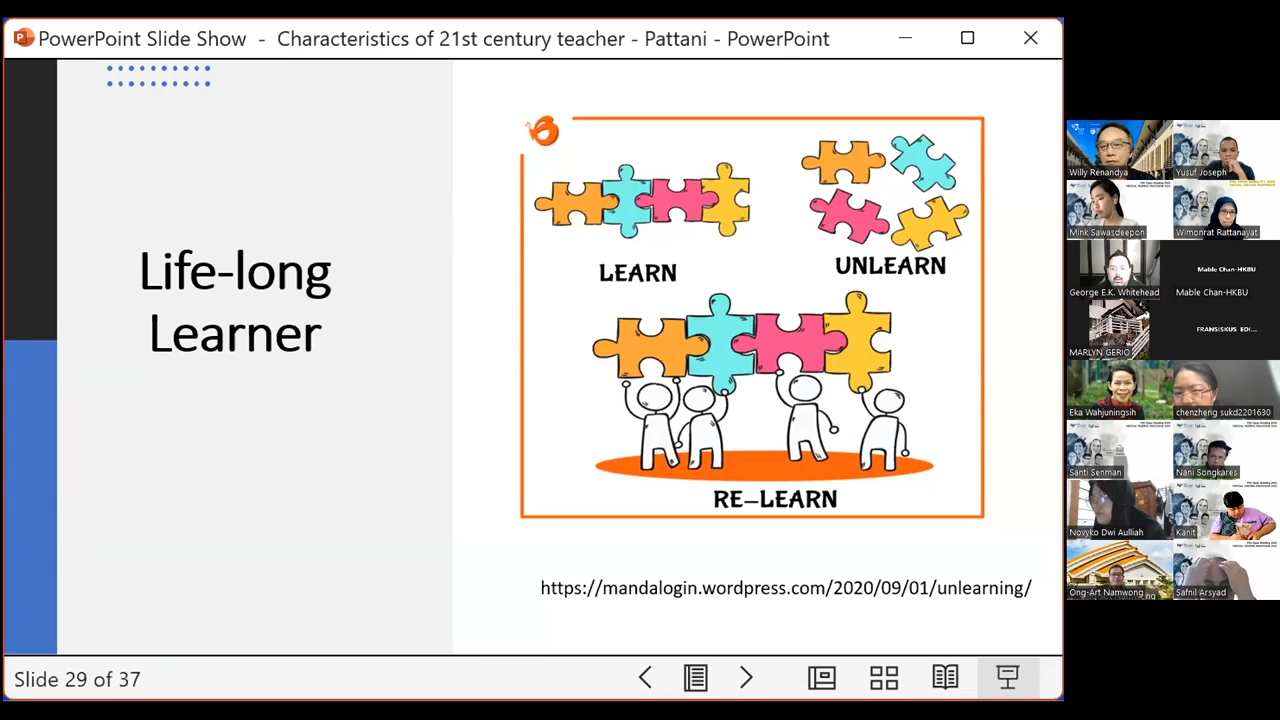 PowerPoint Slide Show - Characteristics of 21st century teacher - Pattani - PowerPoint
Life-long
Learner
LEARN
UNLEARN
RE-LEARN
https://mandalogin.wordpress.com/2020/09/01/unlearning/
Slide 29 of 37
Willy Renandya
Yusuf Joseph
Mink Sawasdeepon
Wimonrat Rattanayat
George E.K. Whitehead
Mable Chan-HKBU
Mable Chan-HKBU
MARLYN GERIO
FRANSISKUS EDI...
Eka Wahjuningsih
chenzheng sukd2201630
Santi Senman
Nani Songkares
Novyko Dwi Aulliah
Kanit
Ong-Art Namwong
Safnil Arsyad